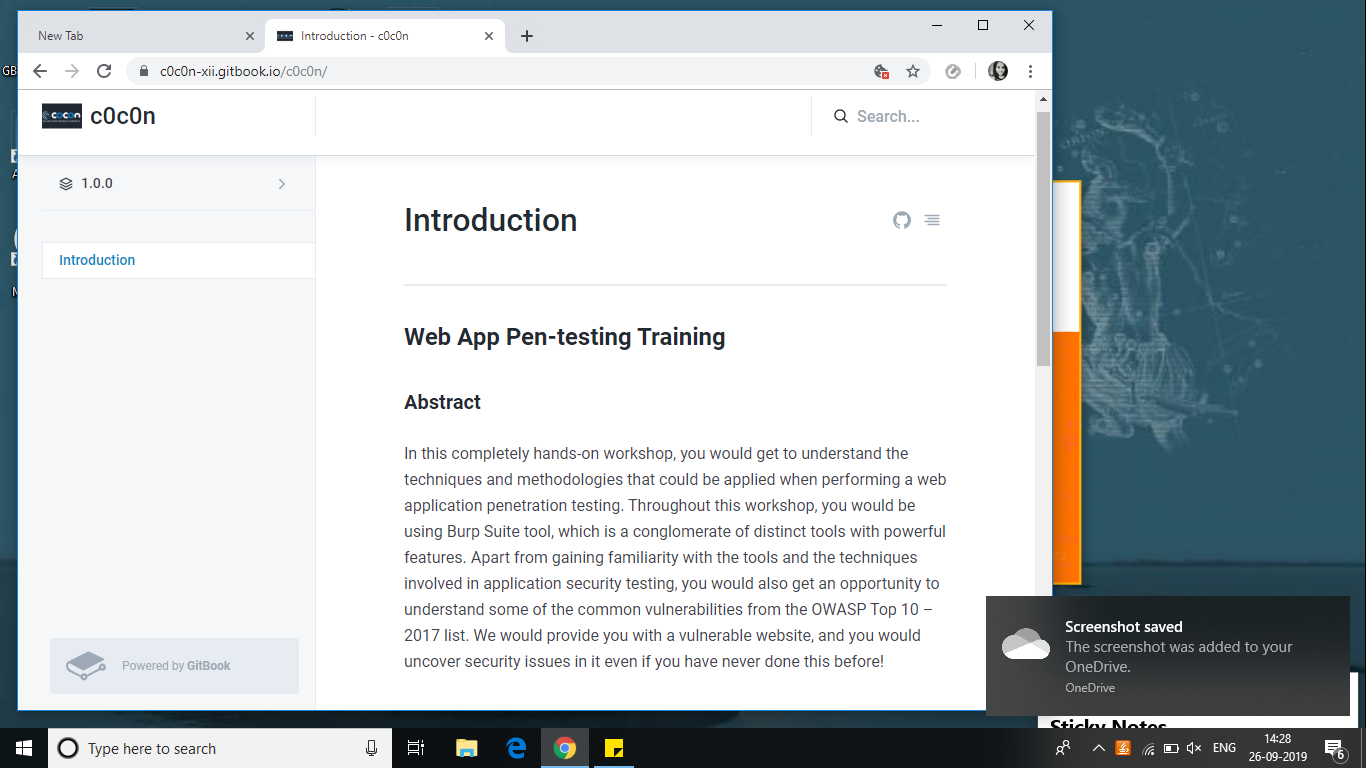 New Tab
Introduction - c0c0n
c0c0n-xii.gitbook.io/c0c0n/
GB
c0c0n
c0c0n
Search...
1.0.0
Introduction
Introduction
Web App Pen-testing Training
Abstract
In this completely hands-on workshop, you would get to understand the
techniques and methodologies that could be applied when performing a web
application penetration testing. Throughout this workshop, you would be
using Burp Suite tool, which is a conglomerate of distinct tools with powerful
features. Apart from gaining familiarity with the tools and the techniques
involved in application security testing, you would also get an opportunity to
understand some of the common vulnerabilities from the OWASP Top 10 –
2017 list. We would provide you with a vulnerable website, and you would
uncover security issues in it even if you have never done this before!
Powered by GitBook
Screenshot saved
The screenshot was added to your
OneDrive.
OneDrive
Sticky Notes
Type here to search
ENG
14:28
26-09-2019
6